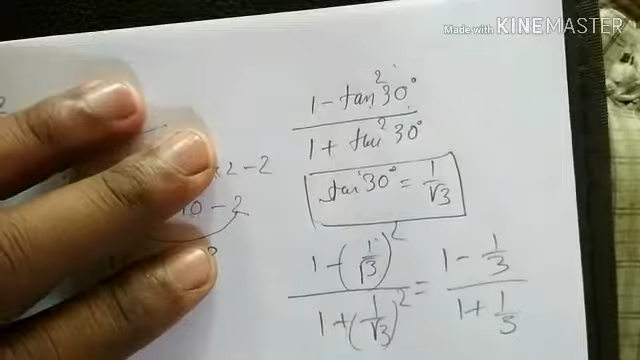 Made with KINEMASTER
1 - tan²30°
1 + tan²30°
x 2 - 2
tan 30° = 1/√3
10 - 2
1 - (1/√3)² / 1 + (1/√3)² = 1 - 1/3 / 1 + 1/3